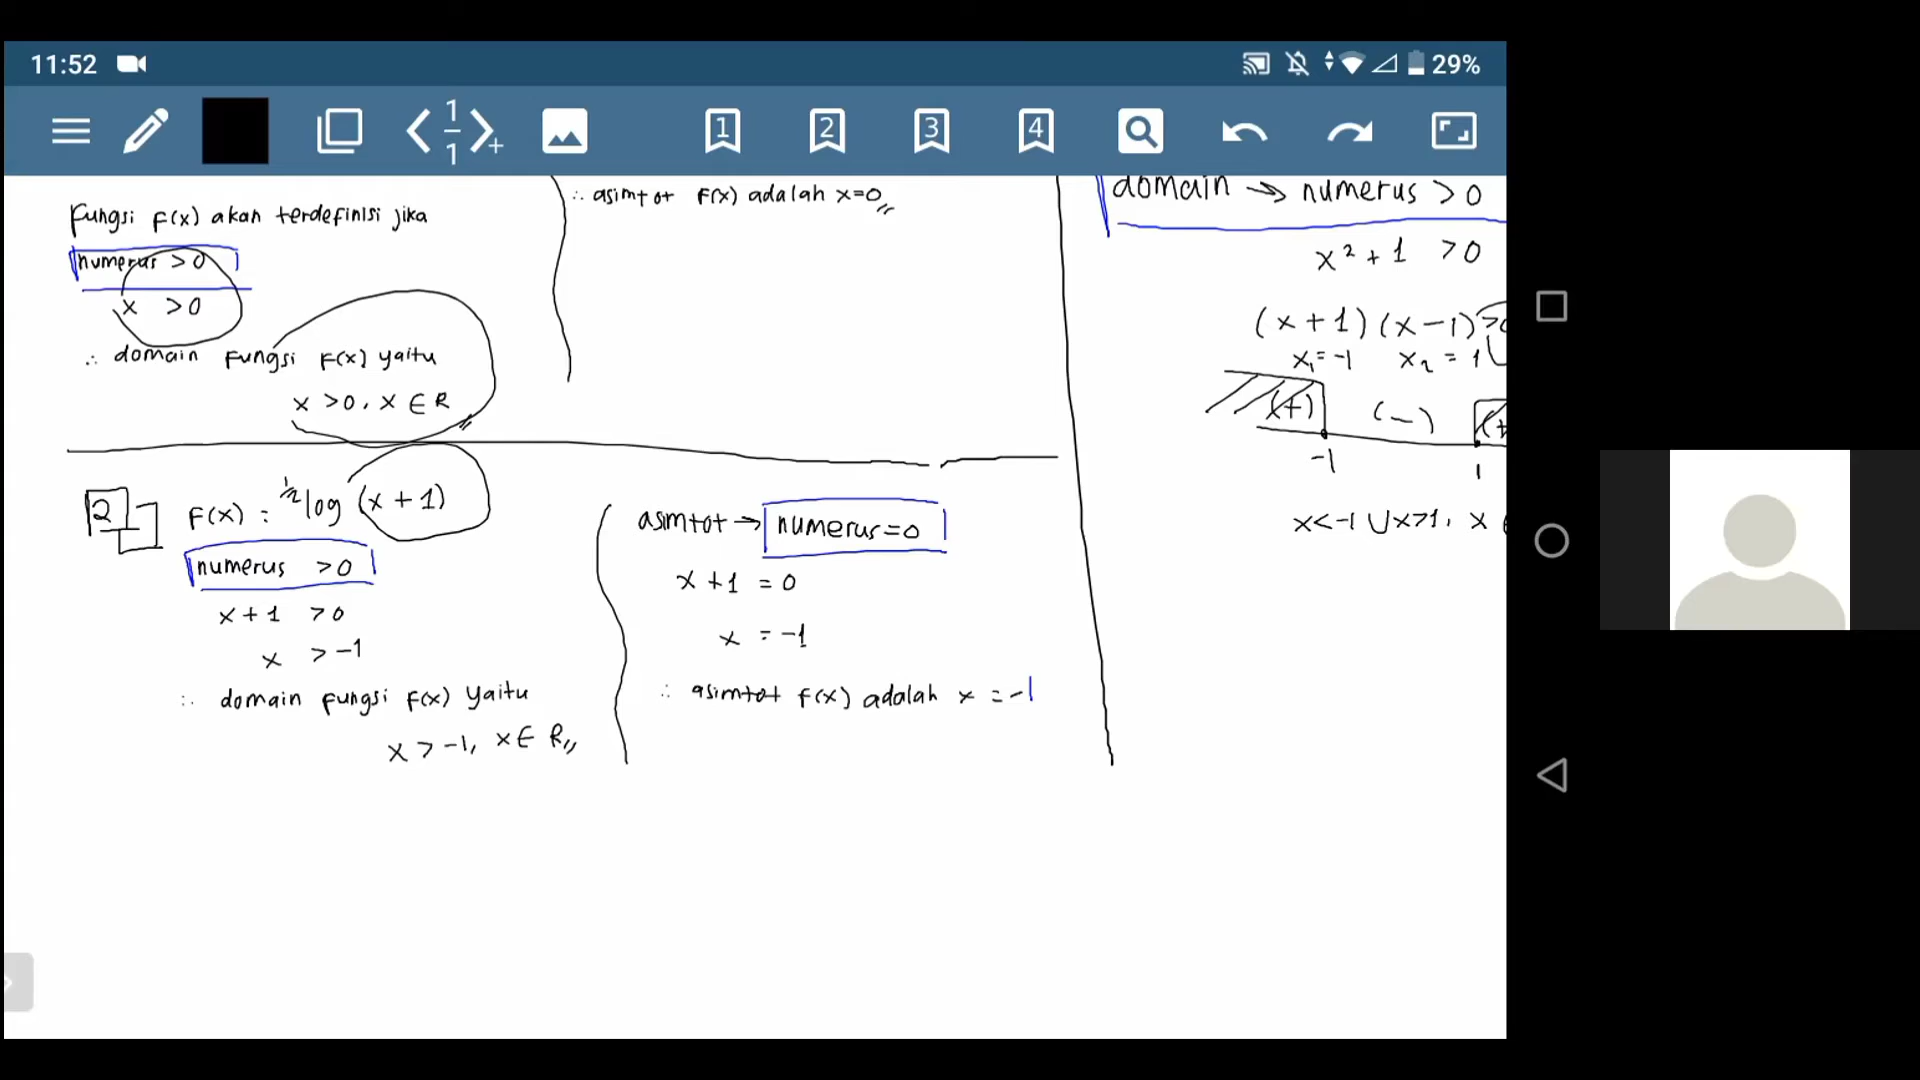 11:52
29%
1
1
1
2
3
4
Fungsi F(x) akan terdefinisi jika
numerus > 0
x > 0
∴ domain Fungsi F(x) yaitu
x > 0, x ∈ R
∴ asimtot F(x) adalah x=0
2
F(x) = ½log (x + 1)
numerus > 0
x + 1 > 0
x > -1
∴ domain fungsi f(x) yaitu
x > -1, x ∈ R
asimtot → numerus = 0
x + 1 = 0
x = -1
∴ asimtot f(x) adalah x = -1
domain → numerus > 0
x² + 1 > 0
(x + 1) (x - 1) >0
x₁ = -1 x₂ = 1
(+) (-) (+
-1 1
x < -1 ∪ x > 1, x